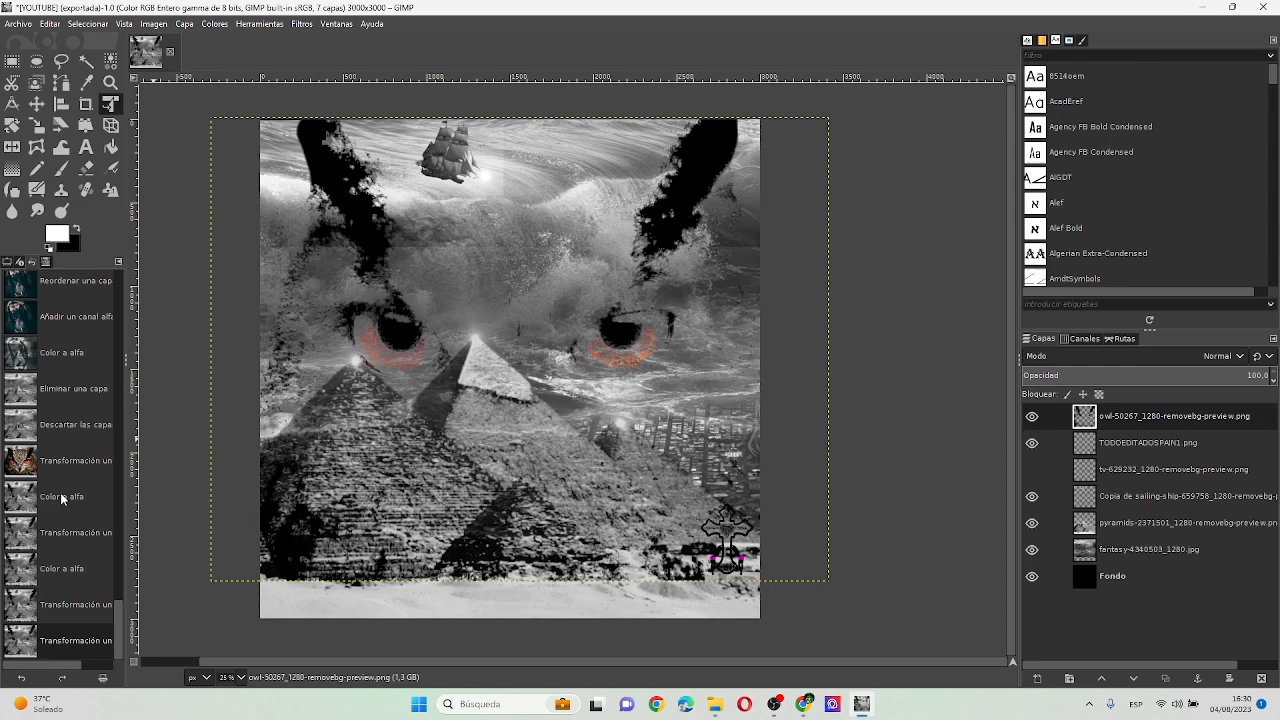 *[YOUTUBE] (exportada)-1.0 (Color RGB Entero gamma de 8 bits, GIMP built-in sRGB, 7 capas) 3000x3000 – GIMP
Archivo Editar Seleccionar Vista Imagen Capa Colores Herramientas Filtros Ventanas Ayuda
filtro
8514oem
AcadEref
Agency FB Bold Condensed
Agency FB Condensed
AIGDT
Alef
Alef Bold
Algerian Extra-Condensed
AmdtSymbols
introducir etiquetas
Capas Canales Rutas
Modo Normal
Opacidad 100,0
Bloquear:
owl-50267_1280-removebg-preview.png
TODOEDITADOSPAIN1.png
tv-629232_1280-removebg-preview.png
Copia de sailing-ship-659758_1280-removebg-
pyramids-2371501_1280-removebg-preview.pn
fantasy-4330503_1280.jpg
Fondo
Reordenar una cap
Añadir un canal alfa
Color a alfa
Eliminar una capa
Descartar las capa
Transformación un
Color a alfa
Transformación un
Color a alfa
Transformación un
Transformación un
px 25 % owl-50267_1280-removebg-preview.png (1,3 GB)
37°C
Soleado
Búsqueda
ESP
16:30
04/08/2023